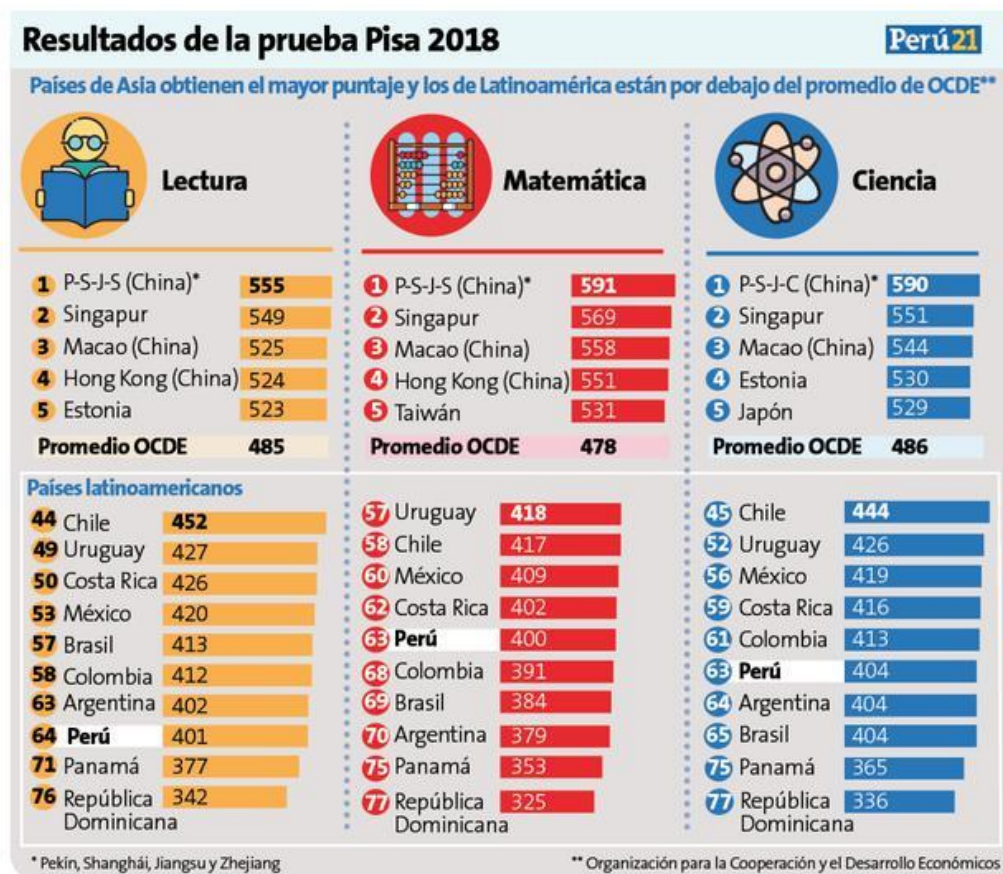 Resultados de la prueba Pisa 2018
Perú21
Países de Asia obtienen el mayor puntaje y los de Latinoamérica están por debajo del promedio de OCDE**
Lectura
1 P-S-J-S (China)* 555
2 Singapur 549
3 Macao (China) 525
4 Hong Kong (China) 524
5 Estonia 523
Promedio OCDE 485
Países latinoamericanos
44 Chile 452
49 Uruguay 427
50 Costa Rica 426
53 México 420
57 Brasil 413
58 Colombia 412
63 Argentina 402
64 Perú 401
71 Panamá 377
76 República 342
Dominicana
Matemática
1 P-S-J-S (China)* 591
2 Singapur 569
3 Macao (China) 558
4 Hong Kong (China) 551
5 Taiwán 531
Promedio OCDE 478
57 Uruguay 418
58 Chile 417
60 México 409
62 Costa Rica 402
63 Perú 400
68 Colombia 391
69 Brasil 384
70 Argentina 379
75 Panamá 353
77 República 325
Dominicana
Ciencia
1 P-S-J-C (China)* 590
2 Singapur 551
3 Macao (China) 544
4 Estonia 530
5 Japón 529
Promedio OCDE 486
45 Chile 444
52 Uruguay 426
56 México 419
59 Costa Rica 416
61 Colombia 413
63 Perú 404
64 Argentina 404
65 Brasil 404
75 Panamá 365
77 República 336
Dominicana
* Pekín, Shanghái, Jiangsu y Zhejiang
** Organización para la Cooperación y el Desarrollo Económicos